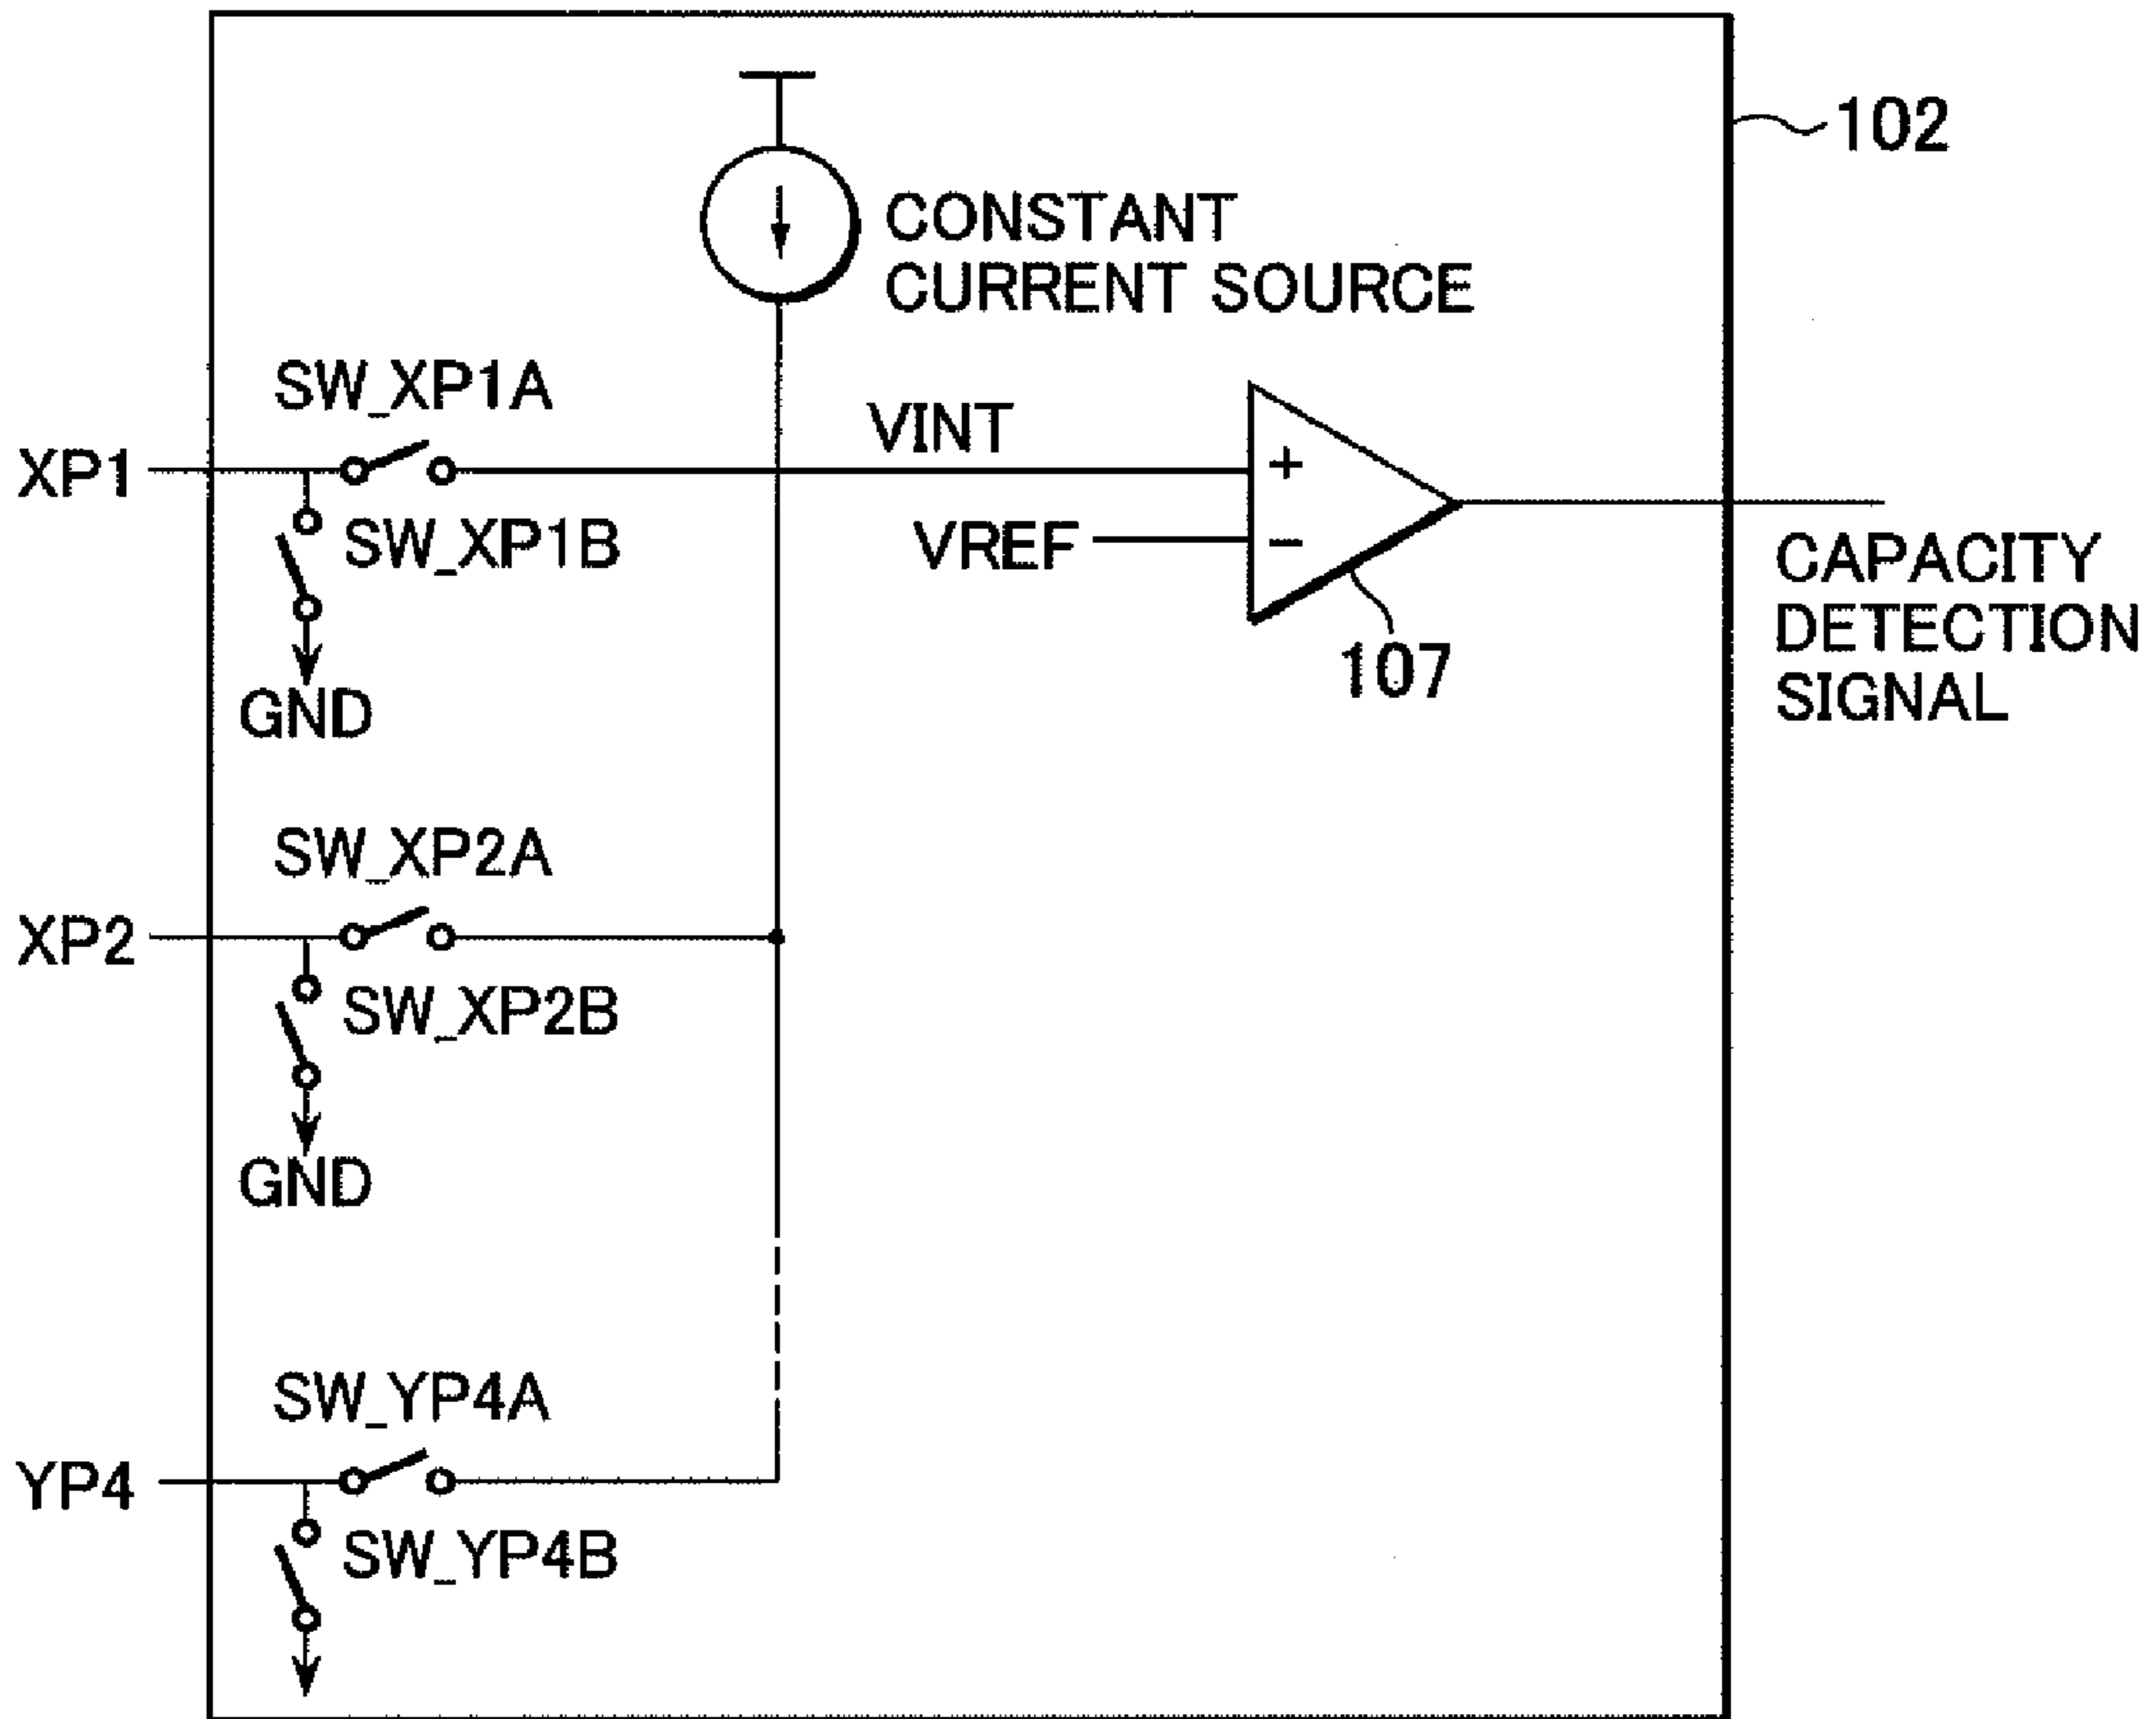 102
CONSTANT
CURRENT SOURCE
SW_XP1A
VINT
XP1
+
SW_XP1B
VREF
-
CAPACITY
DETECTION
SIGNAL
107
GND
SW_XP2A
XP2
SW_XP2B
GND
SW_YP4A
YP4
SW_YP4B